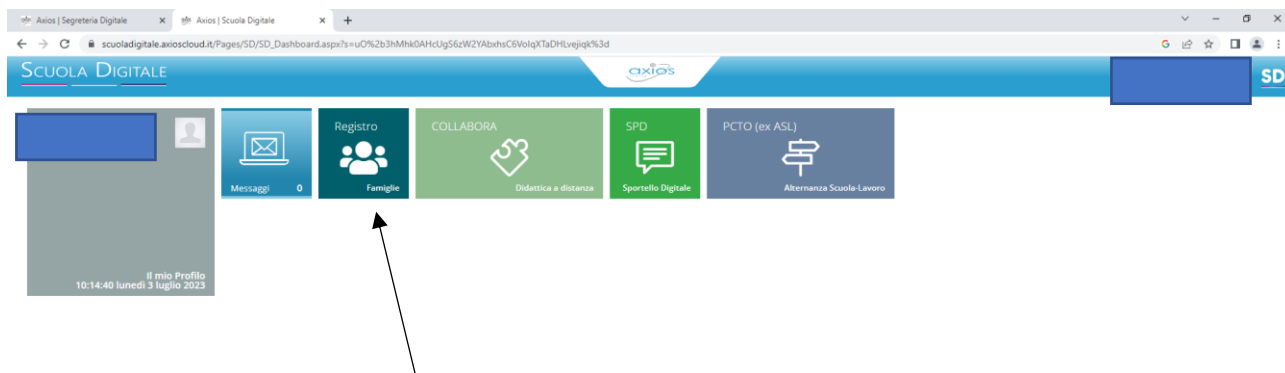 Axios | Segreteria Digitale
Axios | Scuola Digitale
scuoladigitale.axioscloud.it/Pages/SD/SD_Dashboard.aspx?s=uO%2b3hMhk0AHcUgS6zW2YAbxhsC6VolqXTaDHLvejiqk%3d
SCUOLA DIGITALE
axios
SD
Il mio Profilo
10:14:40 lunedì 3 luglio 2023
Messaggi 0
Registro
Famiglie
COLLABORA
Didattica a distanza
SPD
Sportello Digitale
PCTO (ex ASL)
Alternanza Scuola-Lavoro